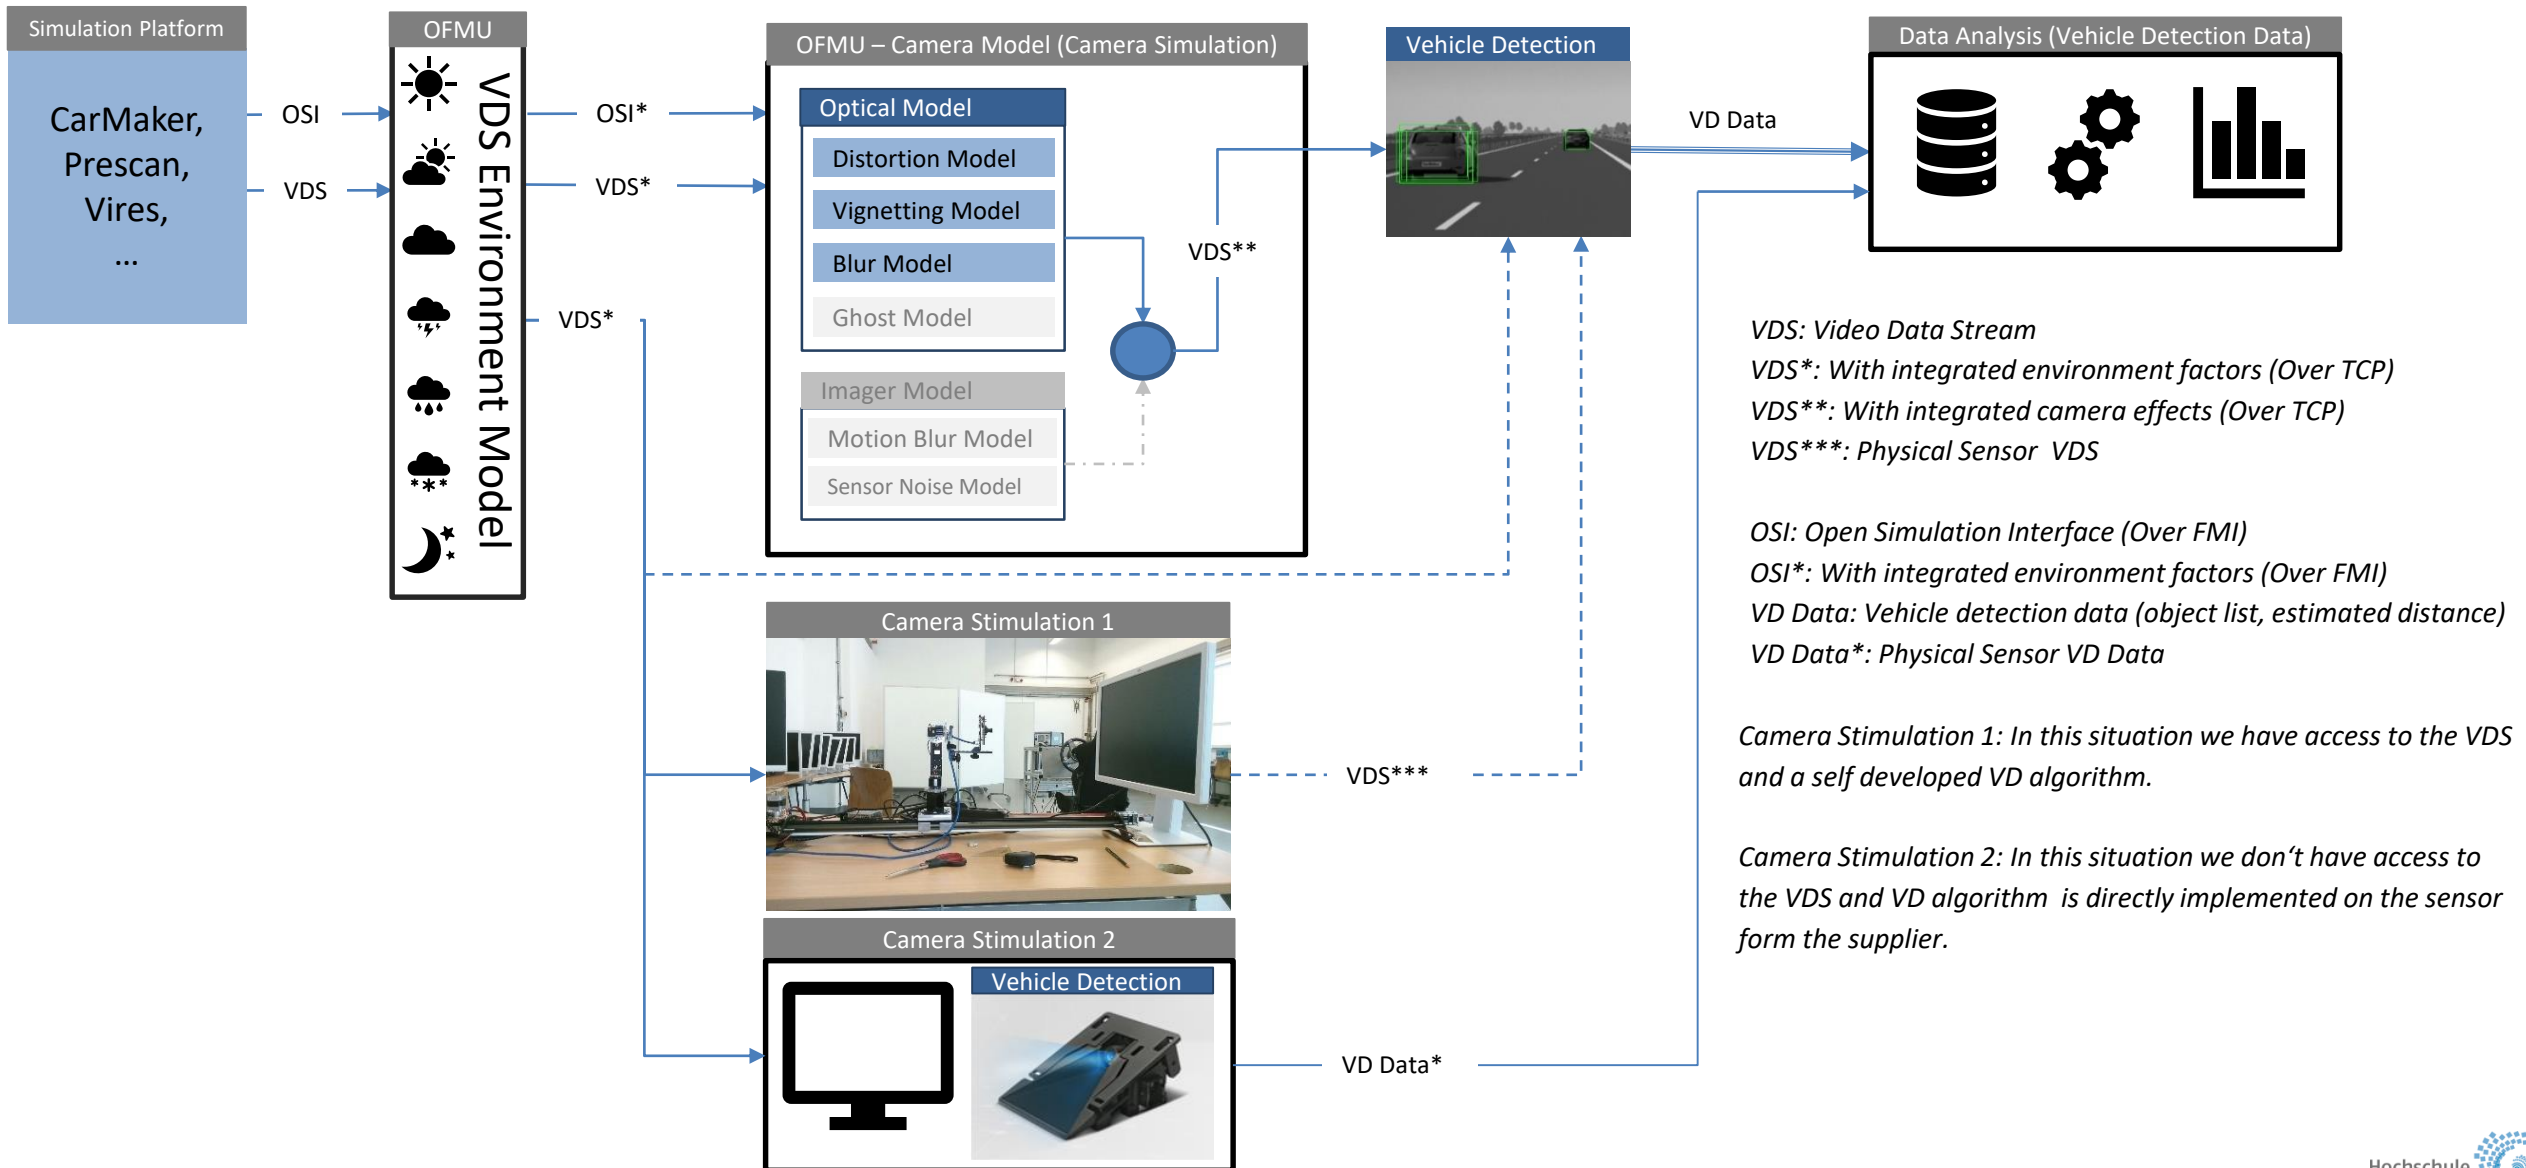 Simulation Platform
CarMaker,
Prescan,
Vires,
...
OSI
VDS
OFMU
VDS Environment Model
OSI*
VDS*
VDS*
OFMU – Camera Model (Camera Simulation)
Optical Model
Distortion Model
Vignetting Model
Blur Model
Ghost Model
Imager Model
Motion Blur Model
Sensor Noise Model
VDS**
Vehicle Detection
VD Data
Data Analysis (Vehicle Detection Data)
Camera Stimulation 1
VDS***
Camera Stimulation 2
Vehicle Detection
VD Data*
VDS: Video Data Stream
VDS*: With integrated environment factors (Over TCP)
VDS**: With integrated camera effects (Over TCP)
VDS***: Physical Sensor VDS
OSI: Open Simulation Interface (Over FMI)
OSI*: With integrated environment factors (Over FMI)
VD Data: Vehicle detection data (object list, estimated distance)
VD Data*: Physical Sensor VD Data
Camera Stimulation 1: In this situation we have access to the VDS
and a self developed VD algorithm.
Camera Stimulation 2: In this situation we don‘t have access to
the VDS and VD algorithm is directly implemented on the sensor
form the supplier.
Hochschule